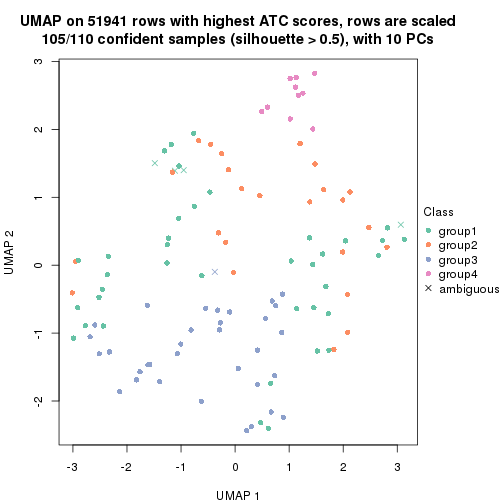 UMAP on 51941 rows with highest ATC scores, rows are scaled
105/110 confident samples (silhouette > 0.5), with 10 PCs
3
2
1
0
-1
-2
UMAP 2
-3
-2
-1
0
1
2
3
UMAP 1
Class
group1
group2
group3
group4
ambiguous